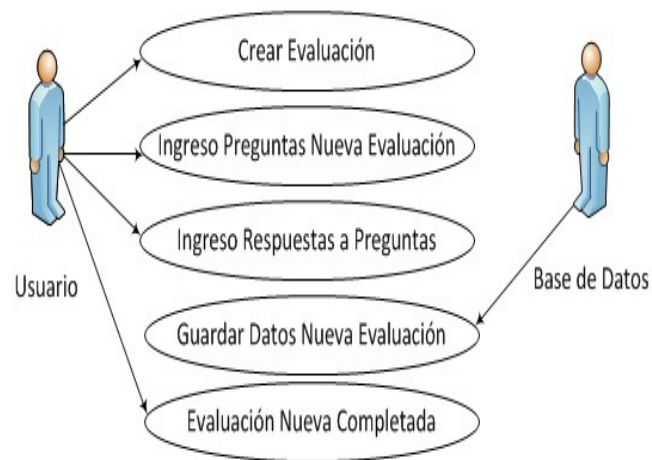 Crear Evaluación
Ingreso Preguntas Nueva Evaluación
Ingreso Respuestas a Preguntas
Usuario
Base de Datos
Guardar Datos Nueva Evaluación
Evaluación Nueva Completada